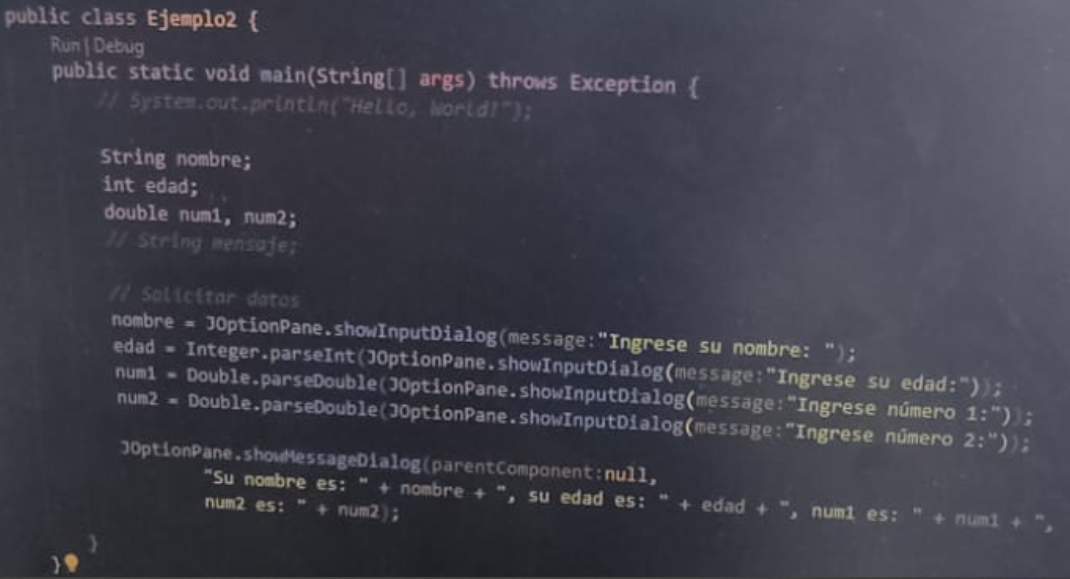 public class Ejemplo2 {
Run | Debug
public static void main(String[] args) throws Exception {
// System.out.println("Hello, World!");
String nombre;
int edad;
double num1, num2;
// String mensaje;
// Solicitar datos
nombre = JOptionPane.showInputDialog(message:"Ingrese su nombre: ");
edad = Integer.parseInt(JOptionPane.showInputDialog(message:"Ingrese su edad:"));
num1 = Double.parseDouble(JOptionPane.showInputDialog(message:"Ingrese número 1:"));
num2 = Double.parseDouble(JOptionPane.showInputDialog(message:"Ingrese número 2:"));
JOptionPane.showMessageDialog(parentComponent:null,
"Su nombre es: " + nombre + ", su edad es: " + edad + ", num1 es: " + num1 + ",
num2 es: " + num2);
}
}